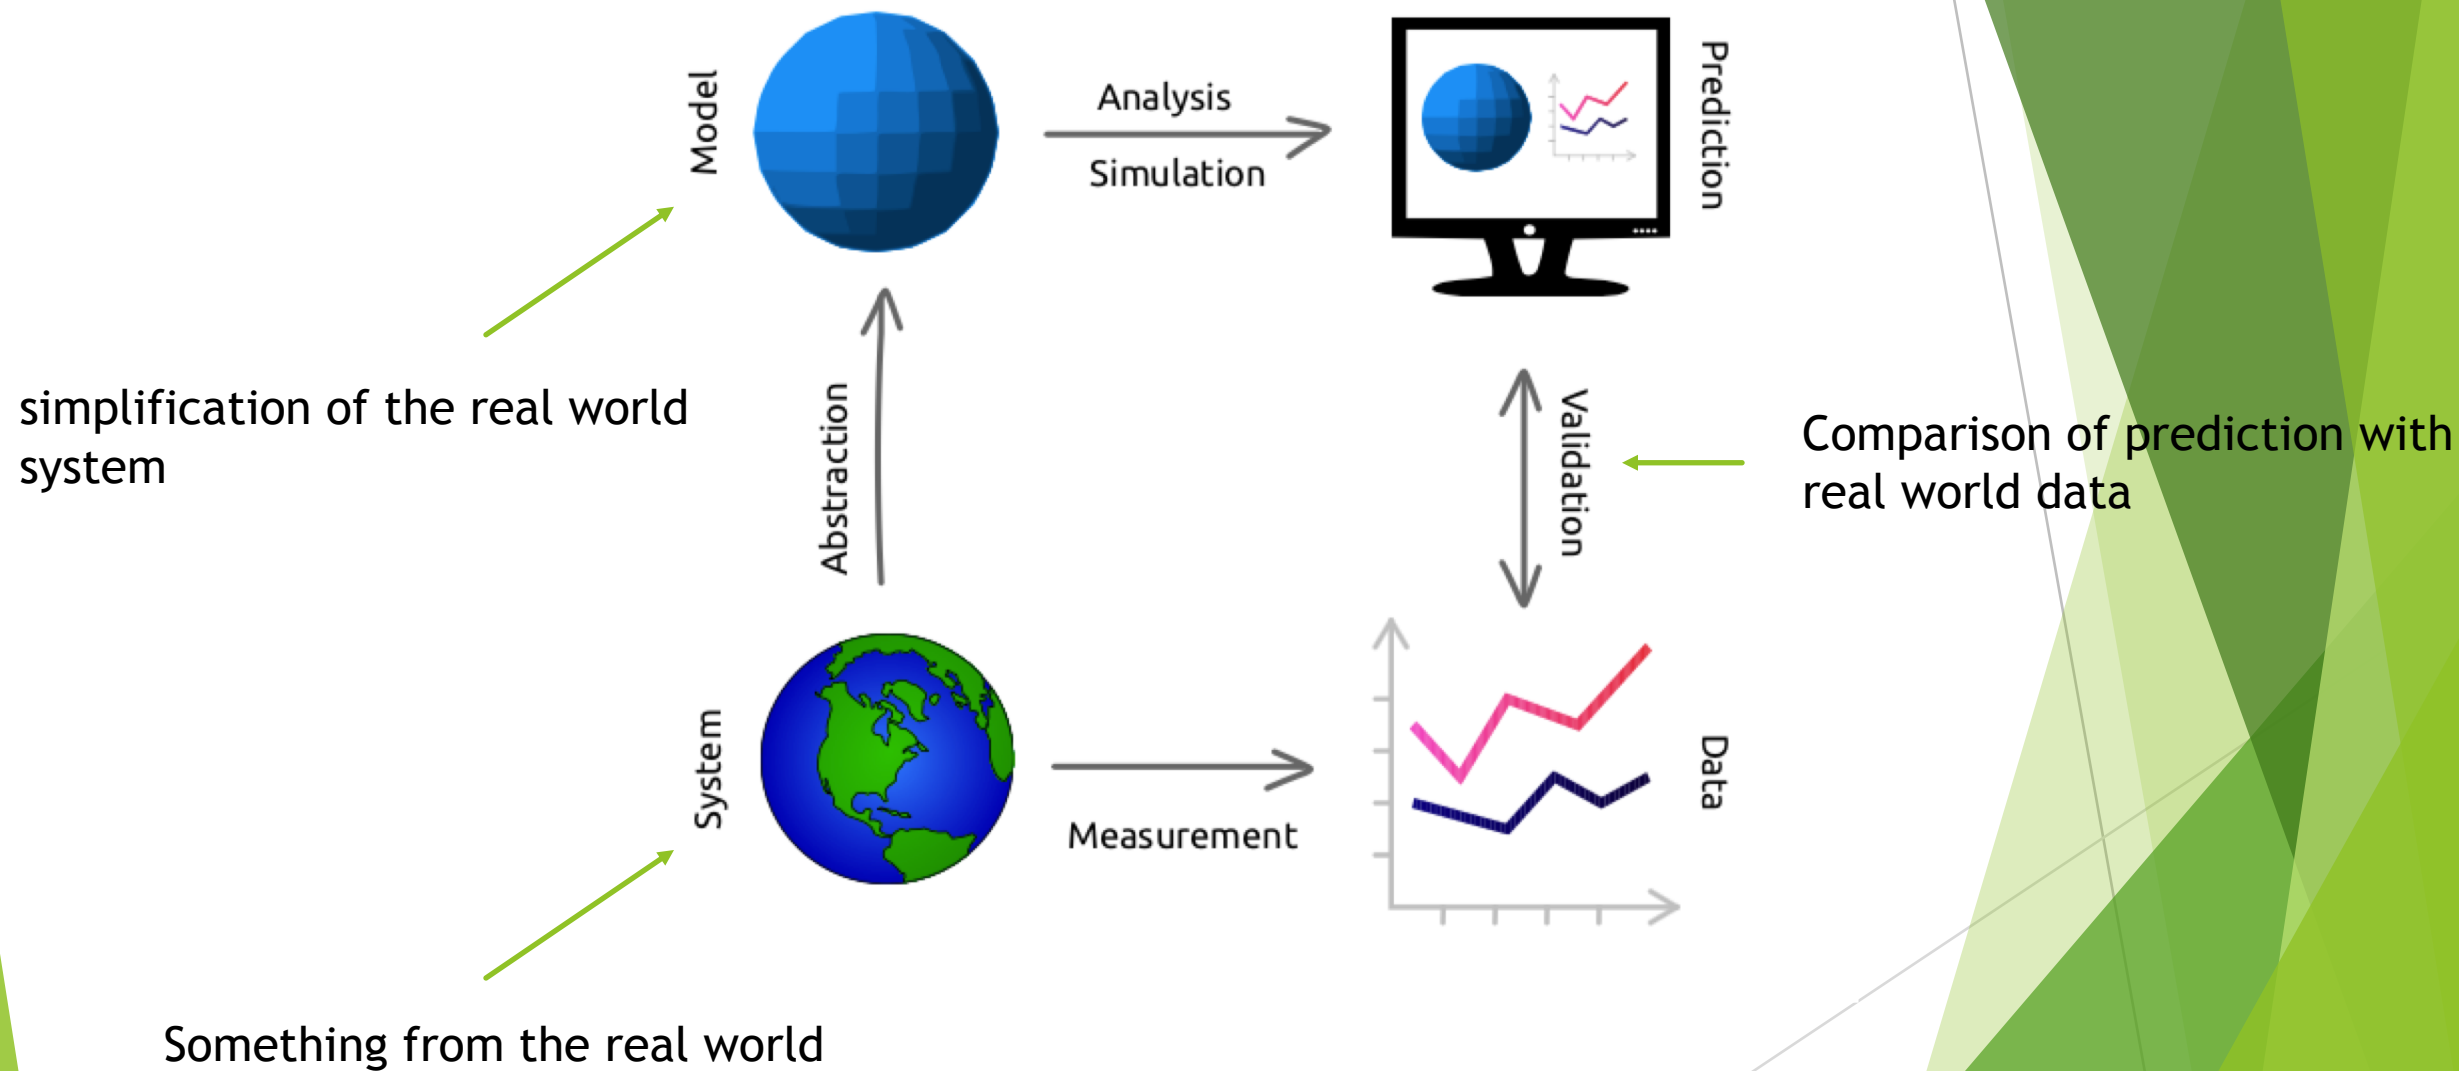 Model
Analysis
Simulation
Prediction
simplification of the real world
system
Abstraction
Validation
Comparison of prediction with
real world data
System
Measurement
Data
Something from the real world